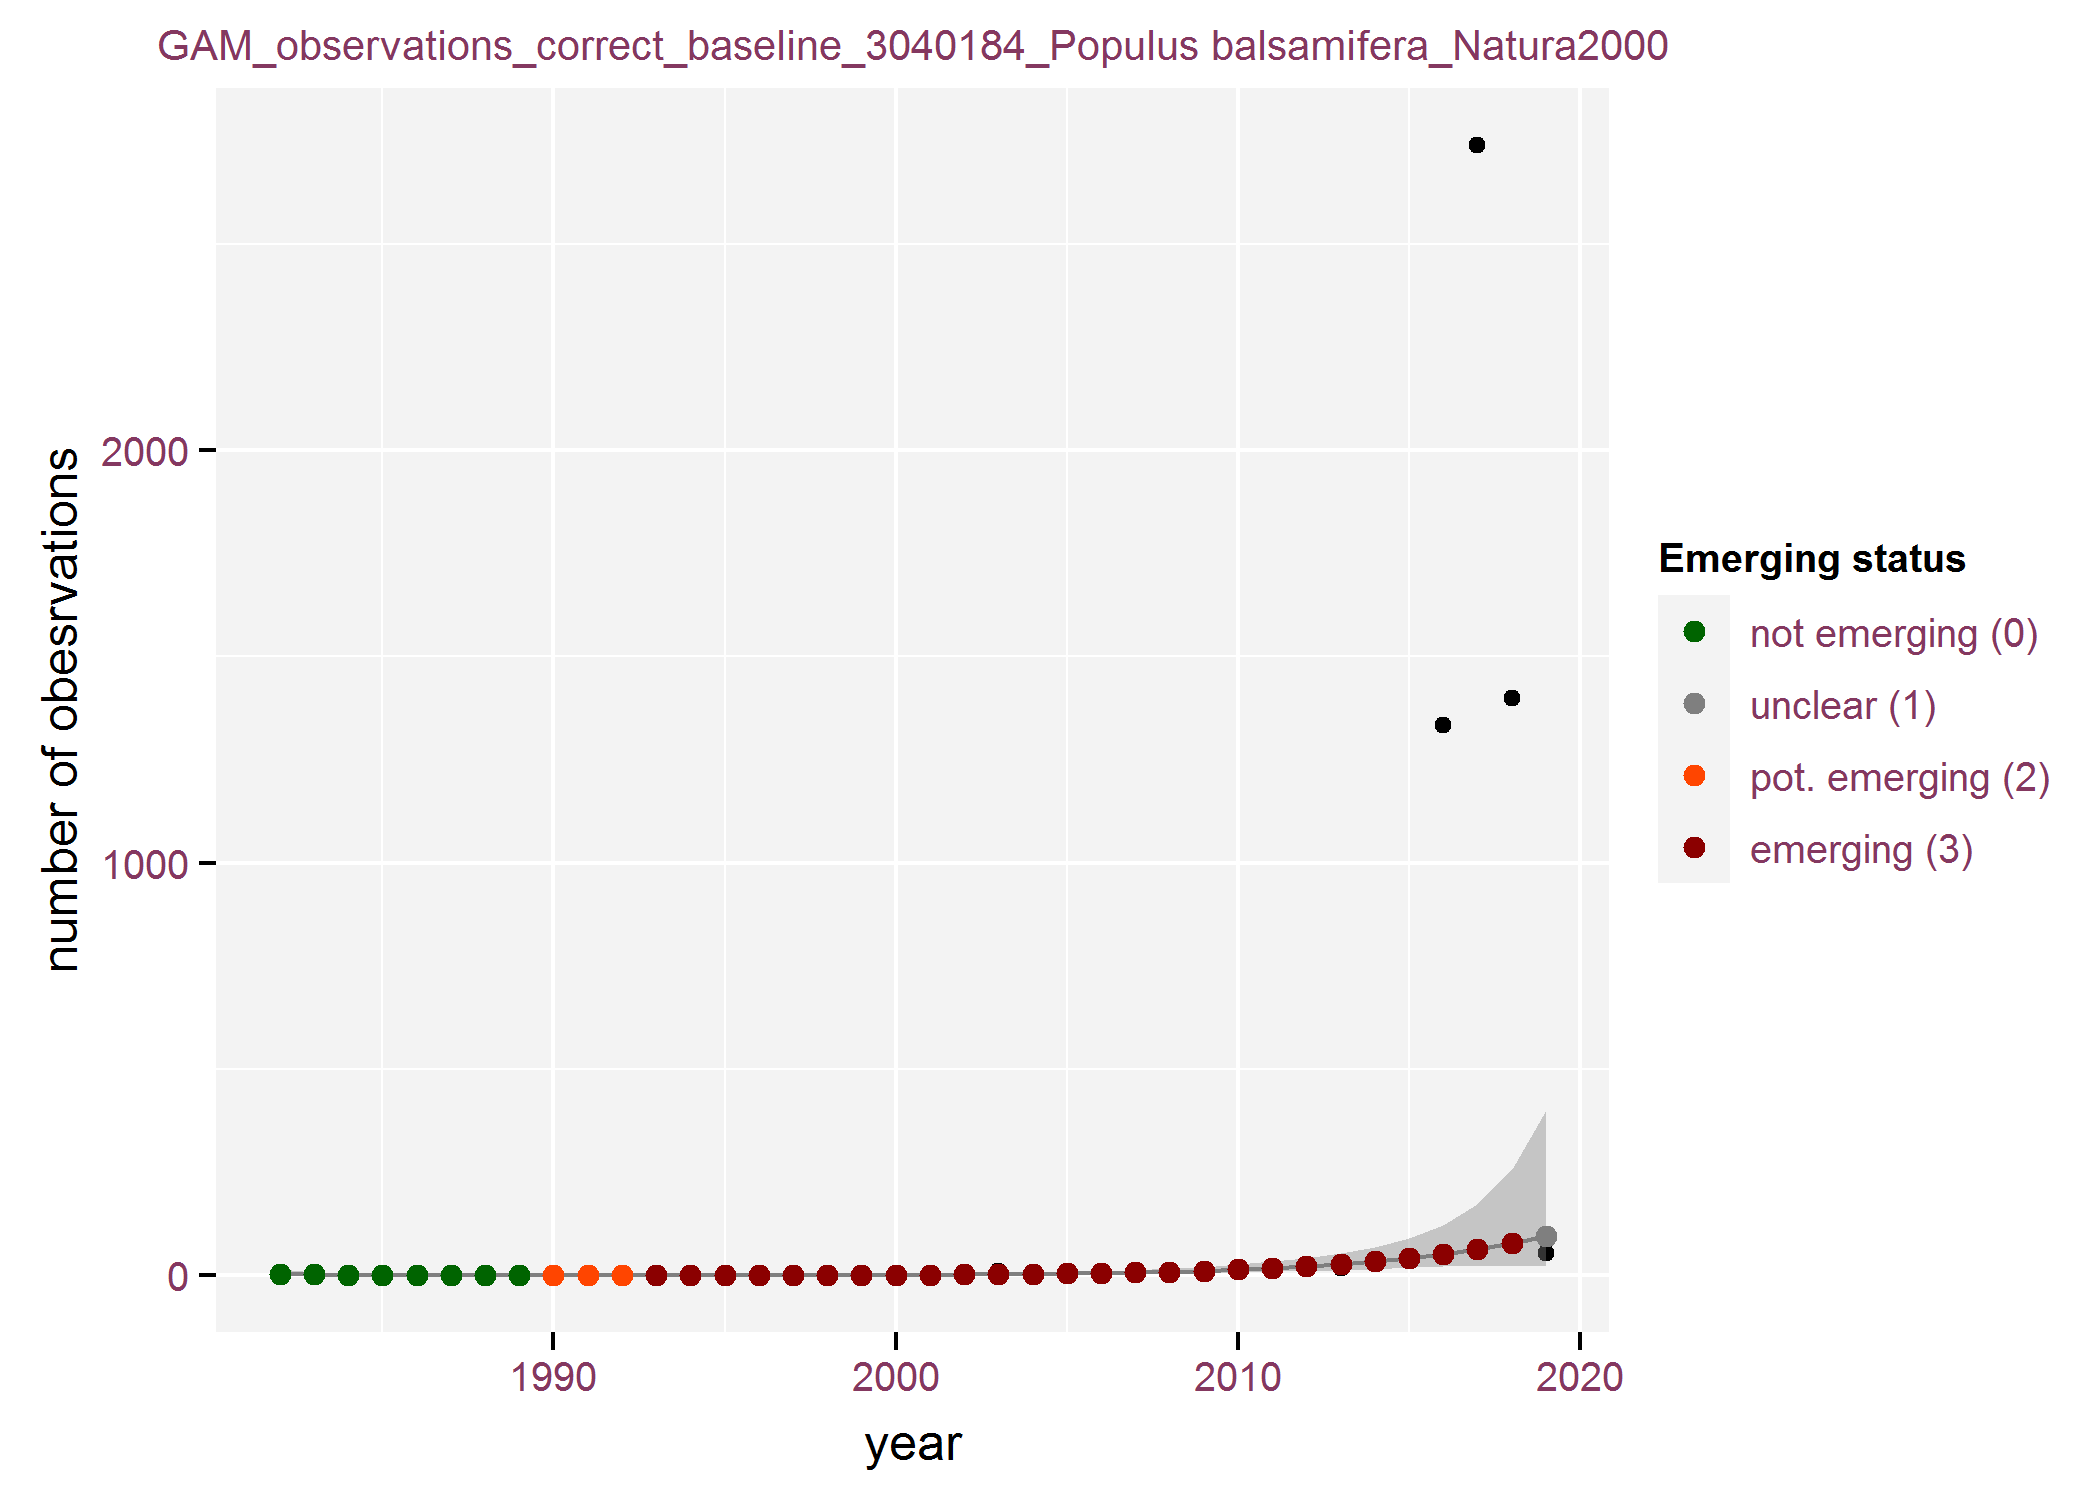 GAM_observations_correct_baseline_3040184_Populus balsamifera_Natura2000
number of obesrvations
2000
1000
0
1990 2000 2010 2020
year
Emerging status
not emerging (0)
unclear (1)
pot. emerging (2)
emerging (3)